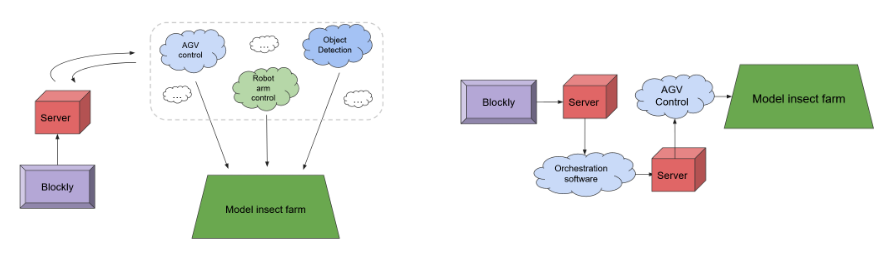 AGV
control
...
Object
Detection
Robot
arm
control
...
...
Server
Blockly
Model insect farm
Blockly
Server
AGV
Control
Model insect farm
Orchestration
software
Server